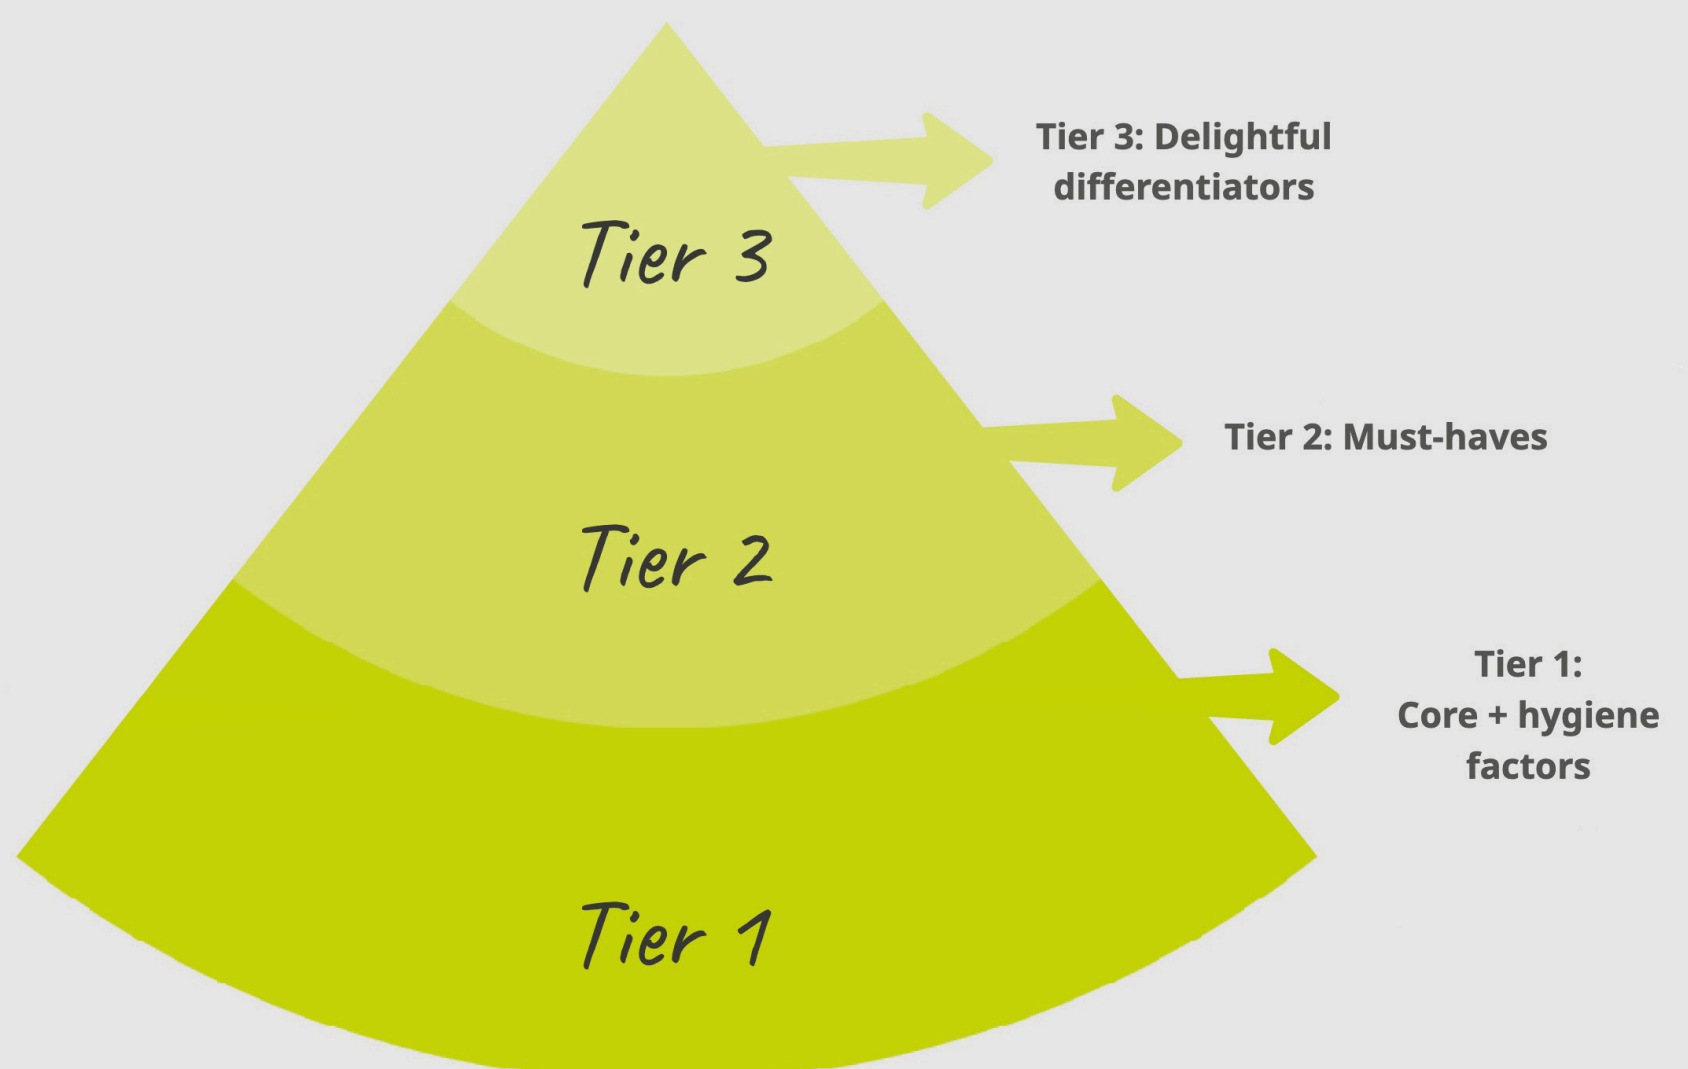 Tier 3: Delightful
differentiators
Tier 3
Tier 2: Must-haves
Tier 2
Tier 1:
Core + hygiene
factors
Tier 1